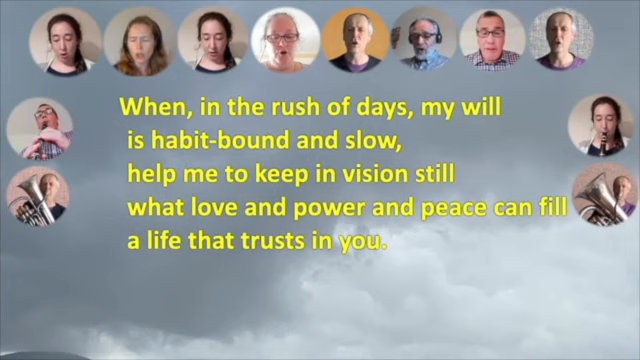 When, in the rush of days, my will
is habit-bound and slow,
help me to keep in vision still
what love and power and peace can fill
a life that trusts in you.